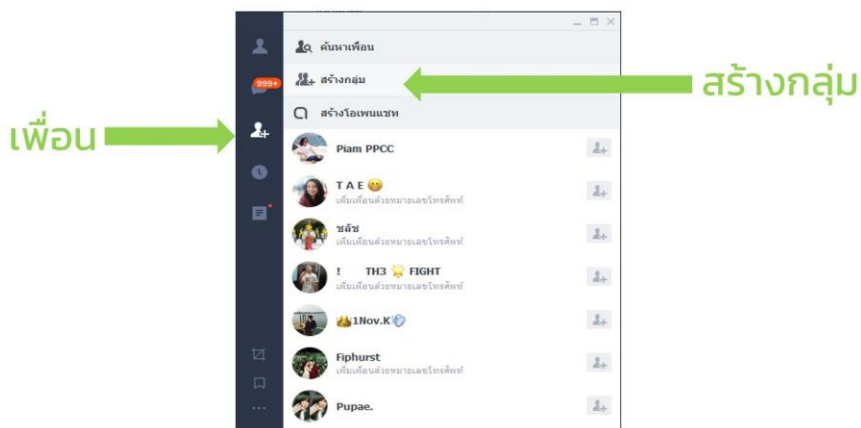 ค้นหาเพื่อน
999+
สร้างกลุ่ม
สร้างกลุ่ม
สร้างโอเพนแชท
เพื่อน
Piam PPCC
T A E 😁
เพิ่มเพื่อนด้วยหมายเลขโทรศัพท์
ชลัช
เพิ่มเพื่อนด้วยหมายเลขโทรศัพท์
! TH3 🌟 FIGHT
เพิ่มเพื่อนด้วยหมายเลขโทรศัพท์
👑1Nov.K💎
Fiphurst
เพิ่มเพื่อนด้วยหมายเลขโทรศัพท์
Pupae.